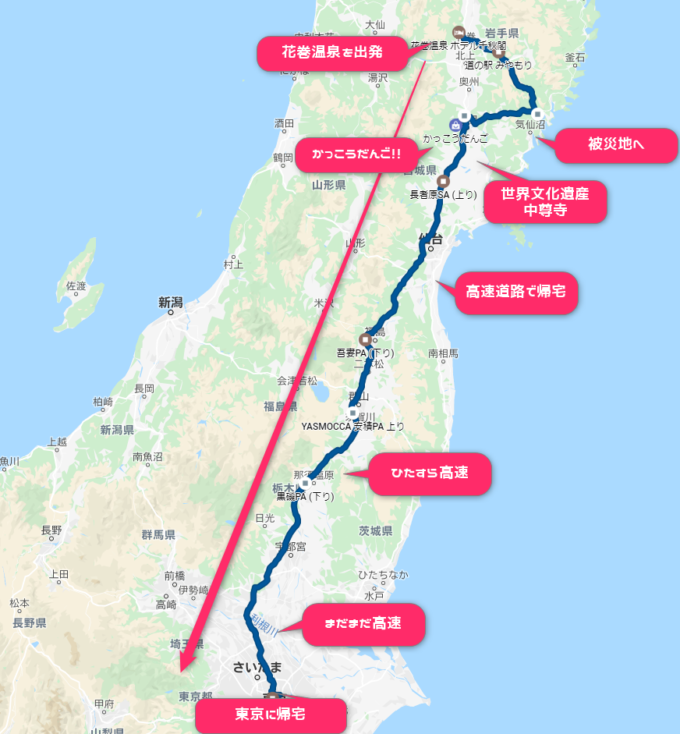 大仙
岩手県
花巻温泉を出発
花巻温泉 ホテル千秋閣
北上
道の駅 みやもり
釜石
湯沢
奥州
酒田
気仙沼
かっこうだんご
被災地へ
鶴岡
かっこうだんご!!
宮城県
山形県
長者原SA (上り)
世界文化遺産
中尊寺
仙台
山形
村上
佐渡
高速道路で帰宅
新潟
米沢
福島
南相馬
吾妻PA (下り)
二本松
会津若松
長岡
郡山
柏崎
福島県
須賀川
YASMOCCA 安積PA 上り
新潟県
上越
南魚沼
魚川
ひたすら高速
那須塩原
栃木県
黒磯PA (下り)
日光
長野
群馬県
茨城県
宇都宮
上田
前橋
ひたちなか
伊勢崎
水戸
高崎
松本
長野県
利根川
まだまだ高速
埼玉県
さいたま
東京都
甲府
東京に帰宅
山梨県